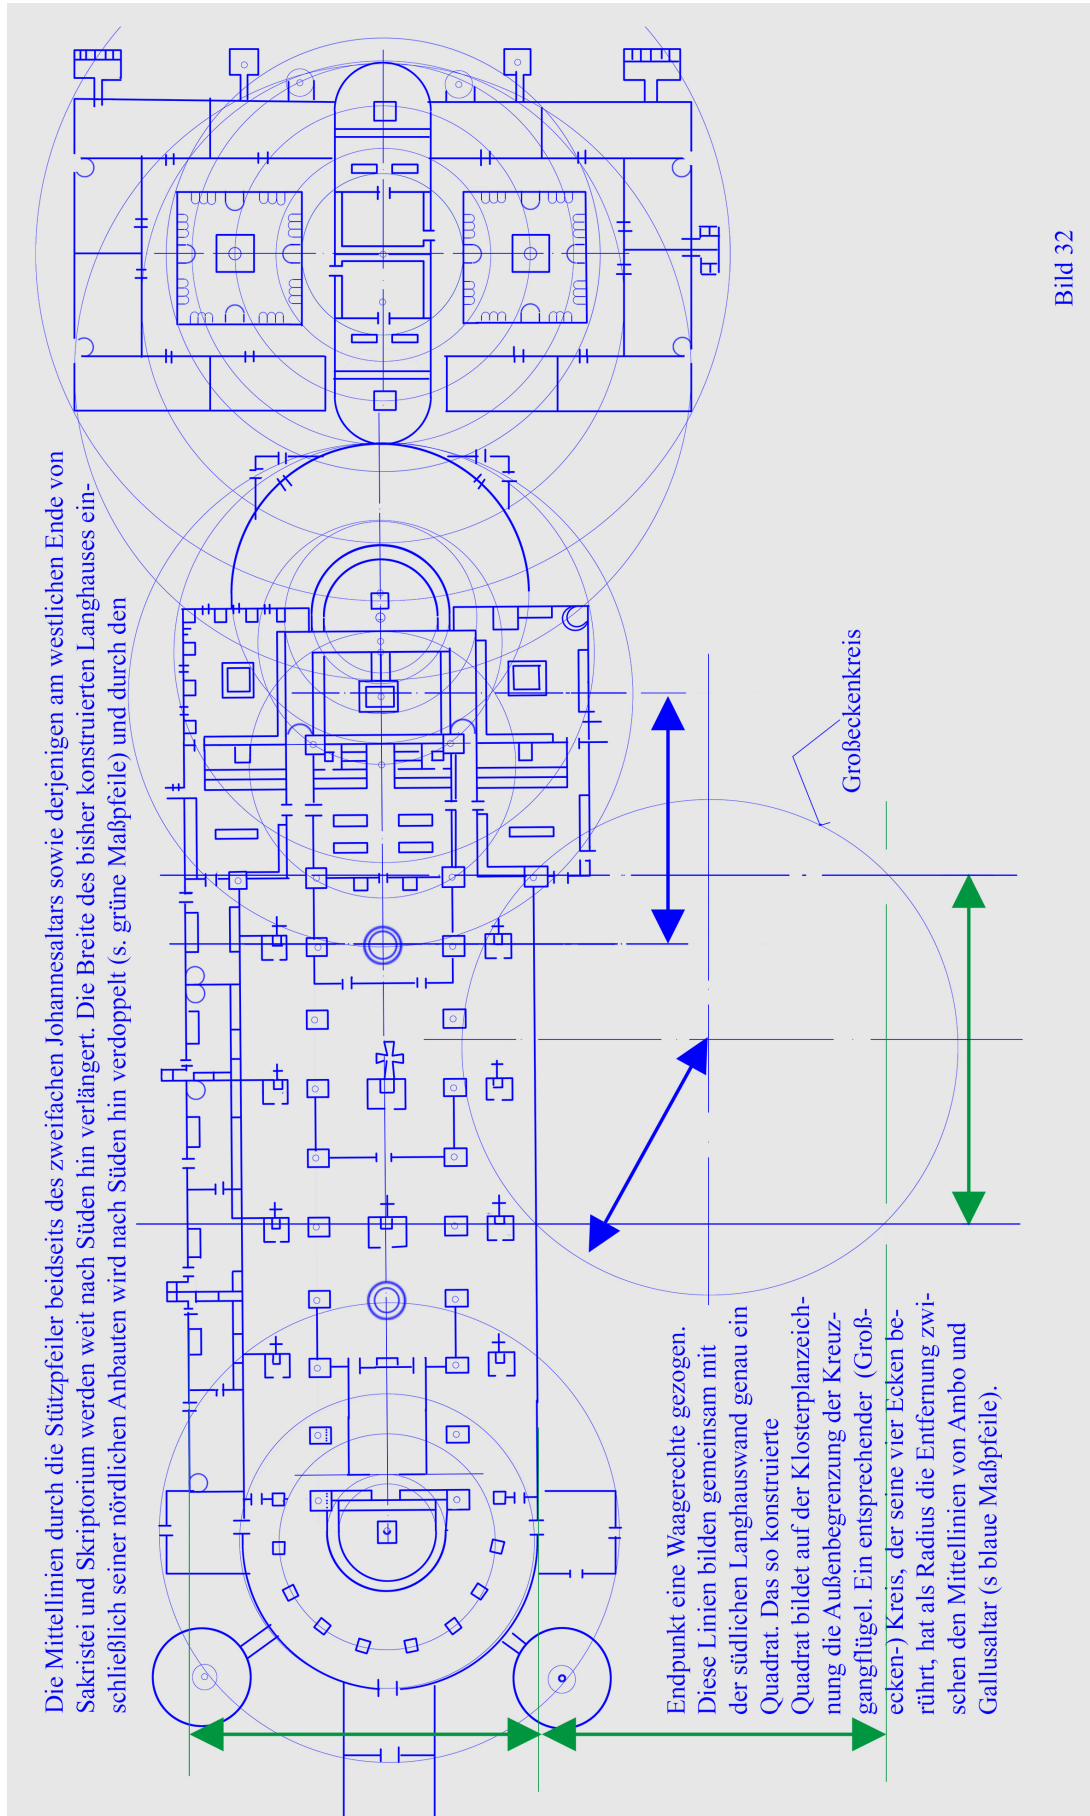 Die Mittellinien durch die Stützpfeiler beidseits des zweifachen Johannesaltars sowie derjenigen am westlichen Ende von
Sakristei und Skriptorium werden weit nach Süden hin verlängert. Die Breite des bisher konstruierten Langhauses ein-
schließlich seiner nördlichen Anbauten wird nach Süden hin verdoppelt (s. grüne Maßpfeile) und durch den
Endpunkt eine Waagerechte gezogen.
Diese Linien bilden gemeinsam mit
der südlichen Langhauswand genau ein
Quadrat. Das so konstruierte
Quadrat bildet auf der Klosterplanzeich-
nung die Außenbegrenzung der Kreuz-
gangflügel. Ein entsprechender (Groß-
ecken-) Kreis, der seine vier Ecken be-
rührt, hat als Radius die Entfernung zwi-
schen den Mittellinien von Ambo und
Gallusaltar (s blaue Maßpfeile).
Großeckenkreis
Bild 32